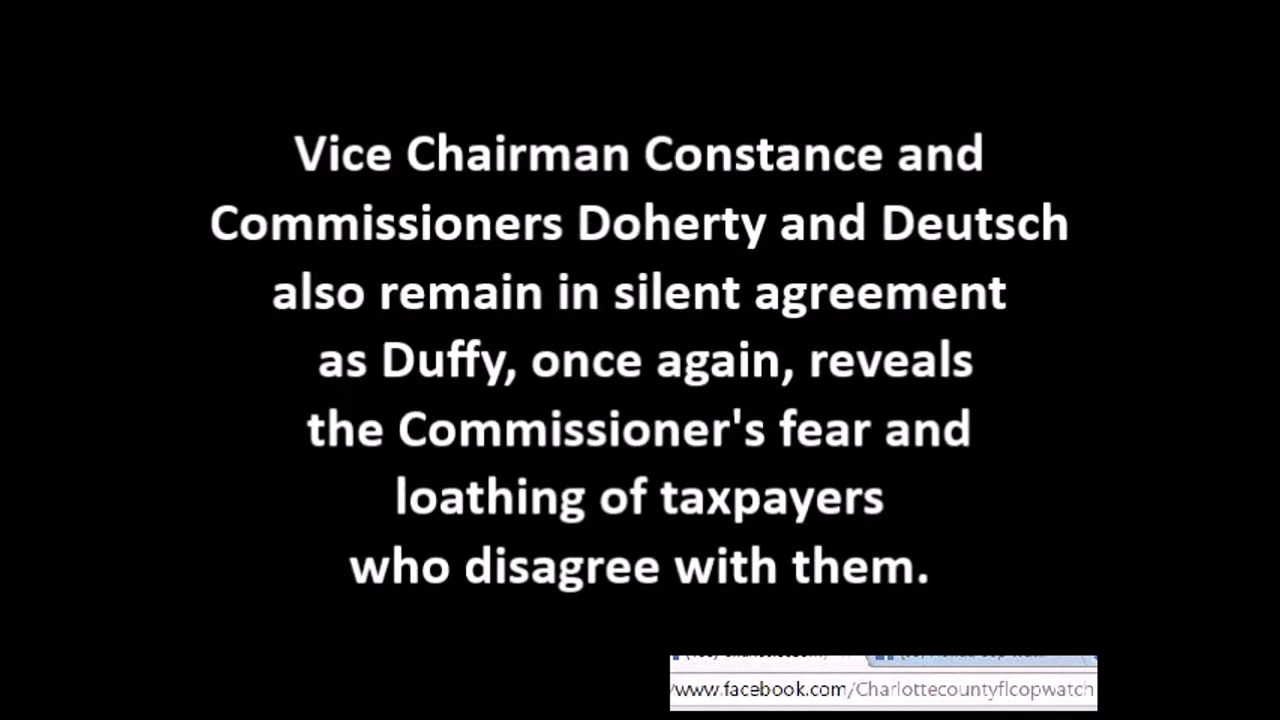 Vice Chairman Constance and
Commissioners Doherty and Deutsch
also remain in silent agreement
as Duffy, once again, reveals
the Commissioner's fear and
loathing of taxpayers
who disagree with them.
/www.facebook.com/Charlottecountyflcopwatch